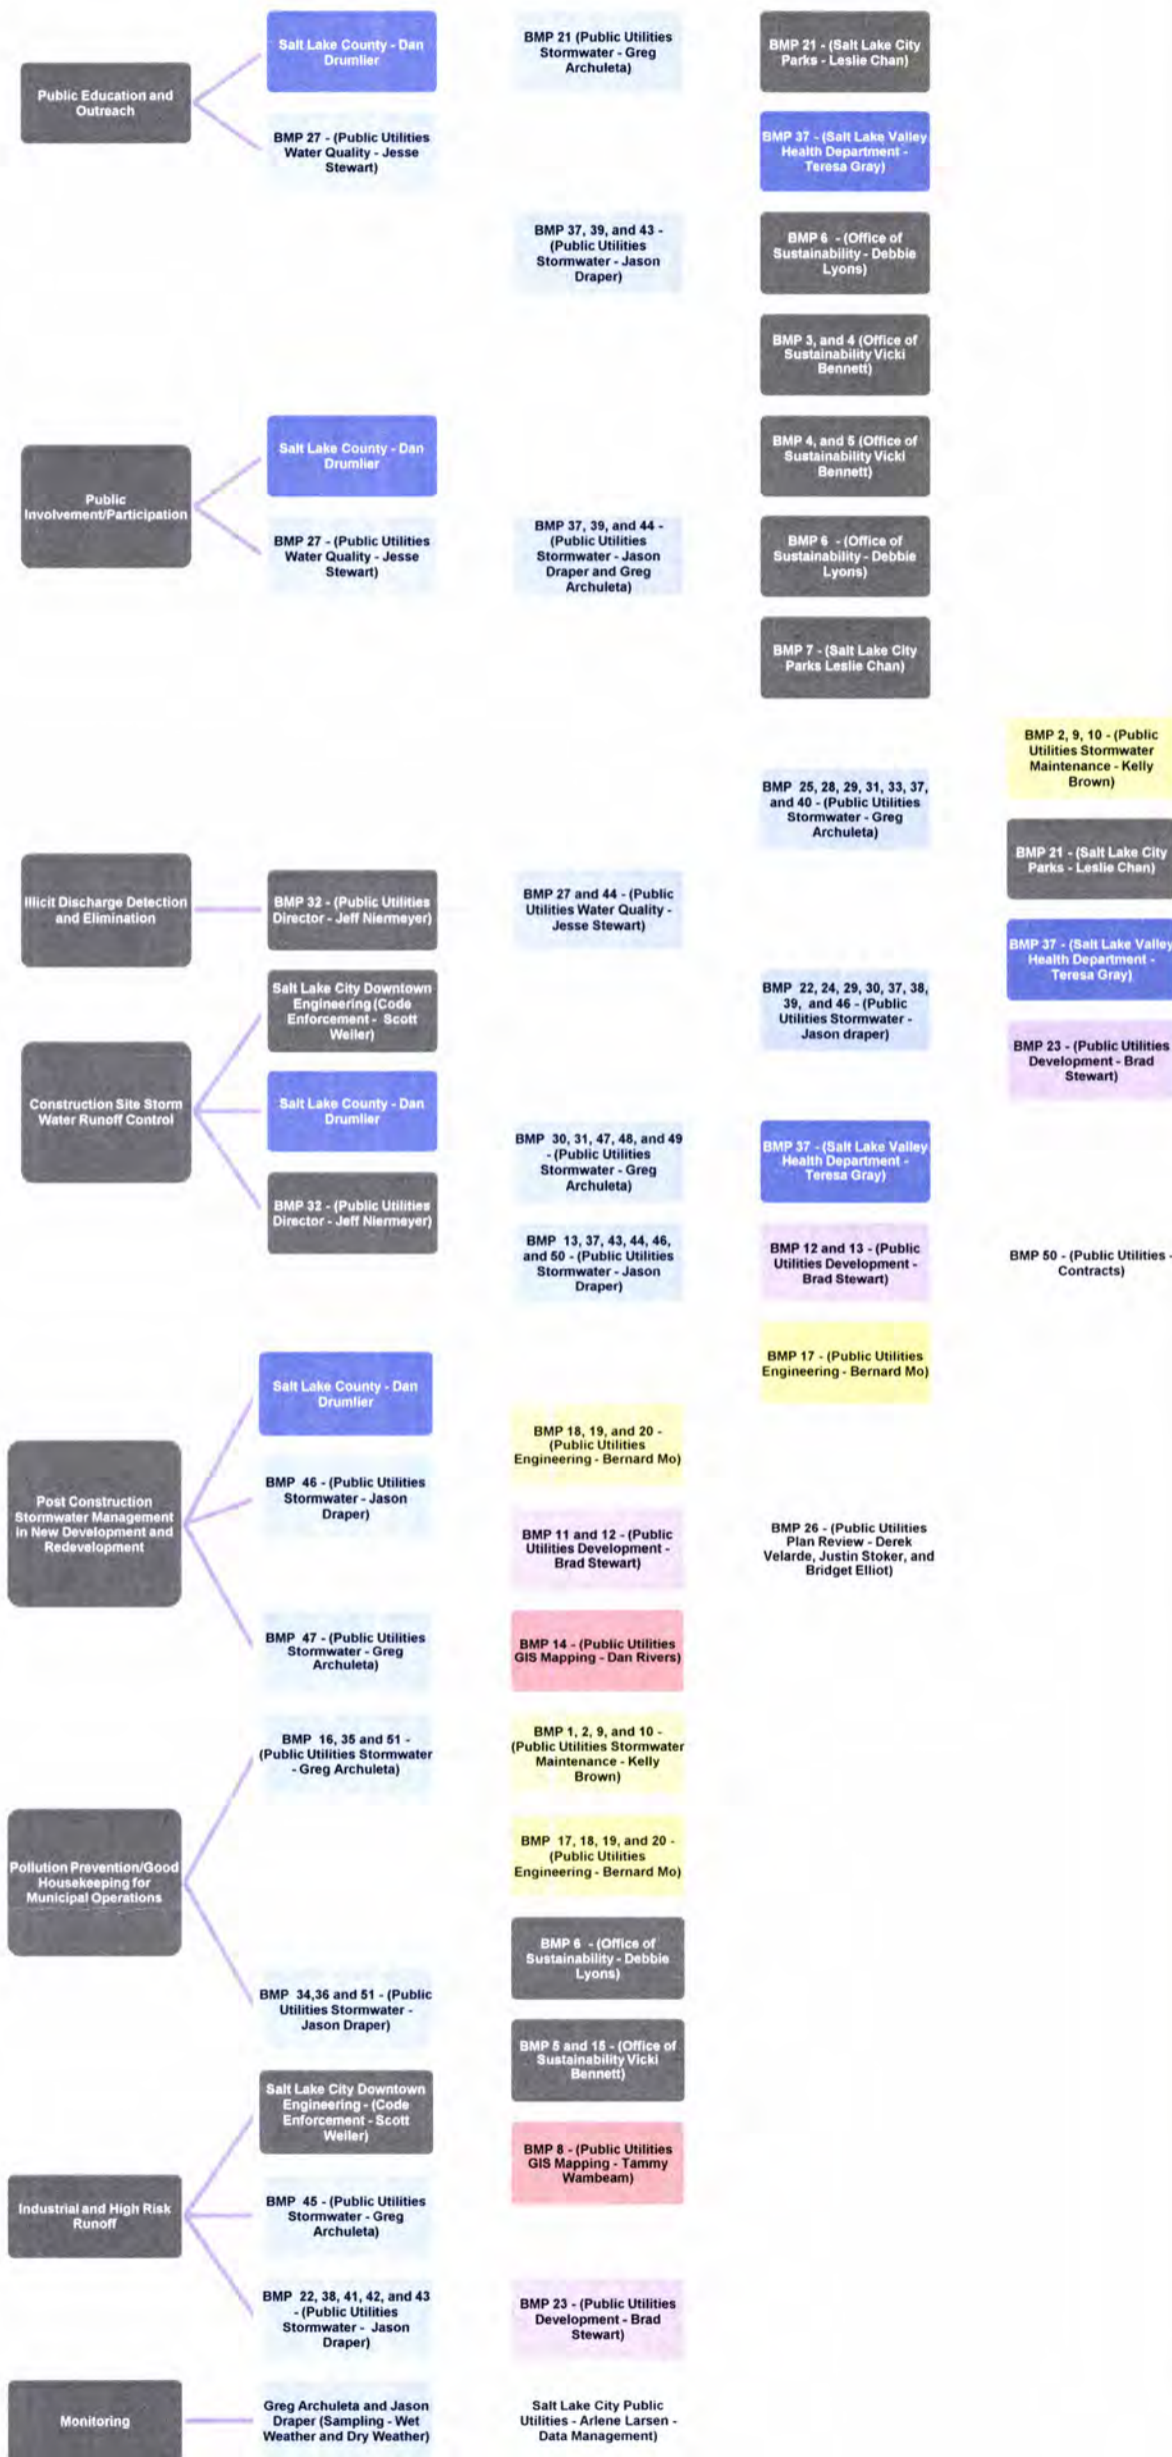 Public Education and
Outreach
Salt Lake County - Dan
Drumlier
BMP 27 - (Public Utilities
Water Quality - Jesse
Stewart)
BMP 21 (Public Utilities
Stormwater - Greg
Archuleta)
BMP 37, 39, and 43 -
(Public Utilities
Stormwater - Jason
Draper)
BMP 21 - (Salt Lake City
Parks - Leslie Chan)
BMP 37 - (Salt Lake Valley
Health Department -
Teresa Gray)
BMP 6 - (Office of
Sustainability - Debbie
Lyons)
BMP 3, and 4 (Office of
Sustainability Vicki
Bennett)
Public
Involvement/Participation
Salt Lake County - Dan
Drumlier
BMP 27 - (Public Utilities
Water Quality - Jesse
Stewart)
BMP 37, 39, and 44 -
(Public Utilities
Stormwater - Jason
Draper and Greg
Archuleta)
BMP 4, and 5 (Office of
Sustainability Vicki
Bennett)
BMP 6 - (Office of
Sustainability - Debbie
Lyons)
BMP 7 - (Salt Lake City
Parks Leslie Chan)
Illicit Discharge Detection
and Elimination
BMP 32 - (Public Utilities
Director - Jeff Niermeyer)
BMP 27 and 44 - (Public
Utilities Water Quality -
Jesse Stewart)
BMP 25, 28, 29, 31, 33, 37,
and 40 - (Public Utilities
Stormwater - Greg
Archuleta)
BMP 22, 24, 29, 30, 37, 38,
39, and 46 - (Public
Utilities Stormwater -
Jason draper)
BMP 2, 9, 10 - (Public
Utilities Stormwater
Maintenance - Kelly
Brown)
BMP 21 - (Salt Lake City
Parks - Leslie Chan)
BMP 37 - (Salt Lake Valley
Health Department -
Teresa Gray)
BMP 23 - (Public Utilities
Development - Brad
Stewart)
Construction Site Storm
Water Runoff Control
Salt Lake City Downtown
Engineering (Code
Enforcement - Scott
Weiler)
Salt Lake County - Dan
Drumlier
BMP 32 - (Public Utilities
Director - Jeff Niermeyer)
BMP 30, 31, 47, 48, and 49
- (Public Utilities
Stormwater - Greg
Archuleta)
BMP 13, 37, 43, 44, 46,
and 50 - (Public Utilities
Stormwater - Jason
Draper)
BMP 37 - (Salt Lake Valley
Health Department -
Teresa Gray)
BMP 12 and 13 - (Public
Utilities Development -
Brad Stewart)
BMP 17 - (Public Utilities
Engineering - Bernard Mo)
BMP 50 - (Public Utilities -
Contracts)
Post Construction
Stormwater Management
in New Development and
Redevelopment
Salt Lake County - Dan
Drumlier
BMP 46 - (Public Utilities
Stormwater - Jason
Draper)
BMP 47 - (Public Utilities
Stormwater - Greg
Archuleta)
BMP 18, 19, and 20 -
(Public Utilities
Engineering - Bernard Mo)
BMP 11 and 12 - (Public
Utilities Development -
Brad Stewart)
BMP 14 - (Public Utilities
GIS Mapping - Dan Rivers)
BMP 26 - (Public Utilities
Plan Review - Derek
Velarde, Justin Stoker, and
Bridget Elliot)
Pollution Prevention/Good
Housekeeping for
Municipal Operations
BMP 16, 35 and 51 -
(Public Utilities Stormwater
- Greg Archuleta)
BMP 34,36 and 51 - (Public
Utilities Stormwater -
Jason Draper)
BMP 1, 2, 9, and 10 -
(Public Utilities Stormwater
Maintenance - Kelly
Brown)
BMP 17, 18, 19, and 20 -
(Public Utilities
Engineering - Bernard Mo)
BMP 6 - (Office of
Sustainability - Debbie
Lyons)
BMP 5 and 15 - (Office of
Sustainability Vicki
Bennett)
BMP 8 - (Public Utilities
GIS Mapping - Tammy
Wambeam)
Industrial and High Risk
Runoff
Salt Lake City Downtown
Engineering - (Code
Enforcement - Scott
Weiler)
BMP 45 - (Public Utilities
Stormwater - Greg
Archuleta)
BMP 22, 38, 41, 42, and 43
- (Public Utilities
Stormwater - Jason
Draper)
BMP 23 - (Public Utilities
Development - Brad
Stewart)
Monitoring
Greg Archuleta and Jason
Draper (Sampling - Wet
Weather and Dry Weather)
Salt Lake City Public
Utilities - Arlene Larsen -
Data Management)